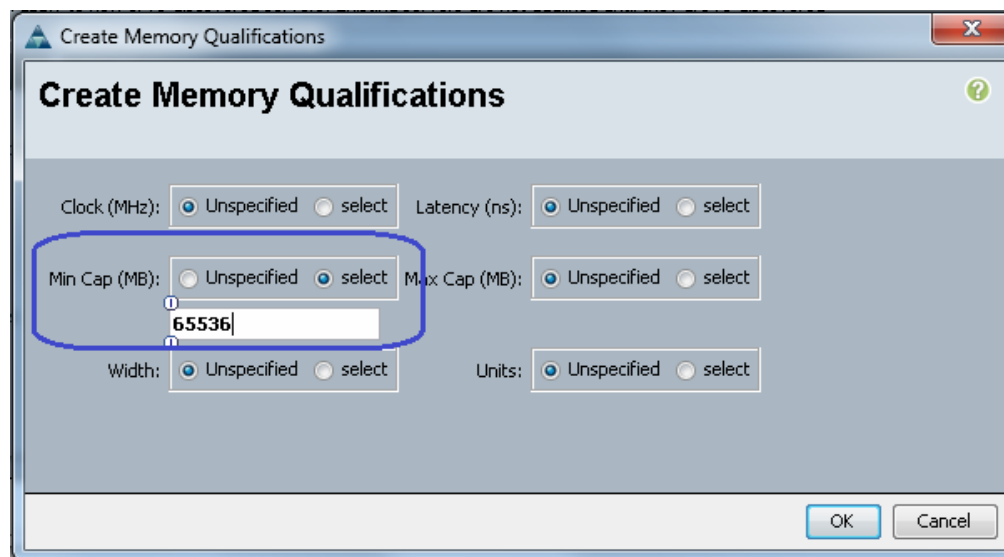 Create Memory Qualifications
Create Memory Qualifications
Clock (MHz): Unspecified select Latency (ns): Unspecified select
Min Cap (MB): Unspecified select Max Cap (MB): Unspecified select
65536
Width: Unspecified select Units: Unspecified select
OK Cancel